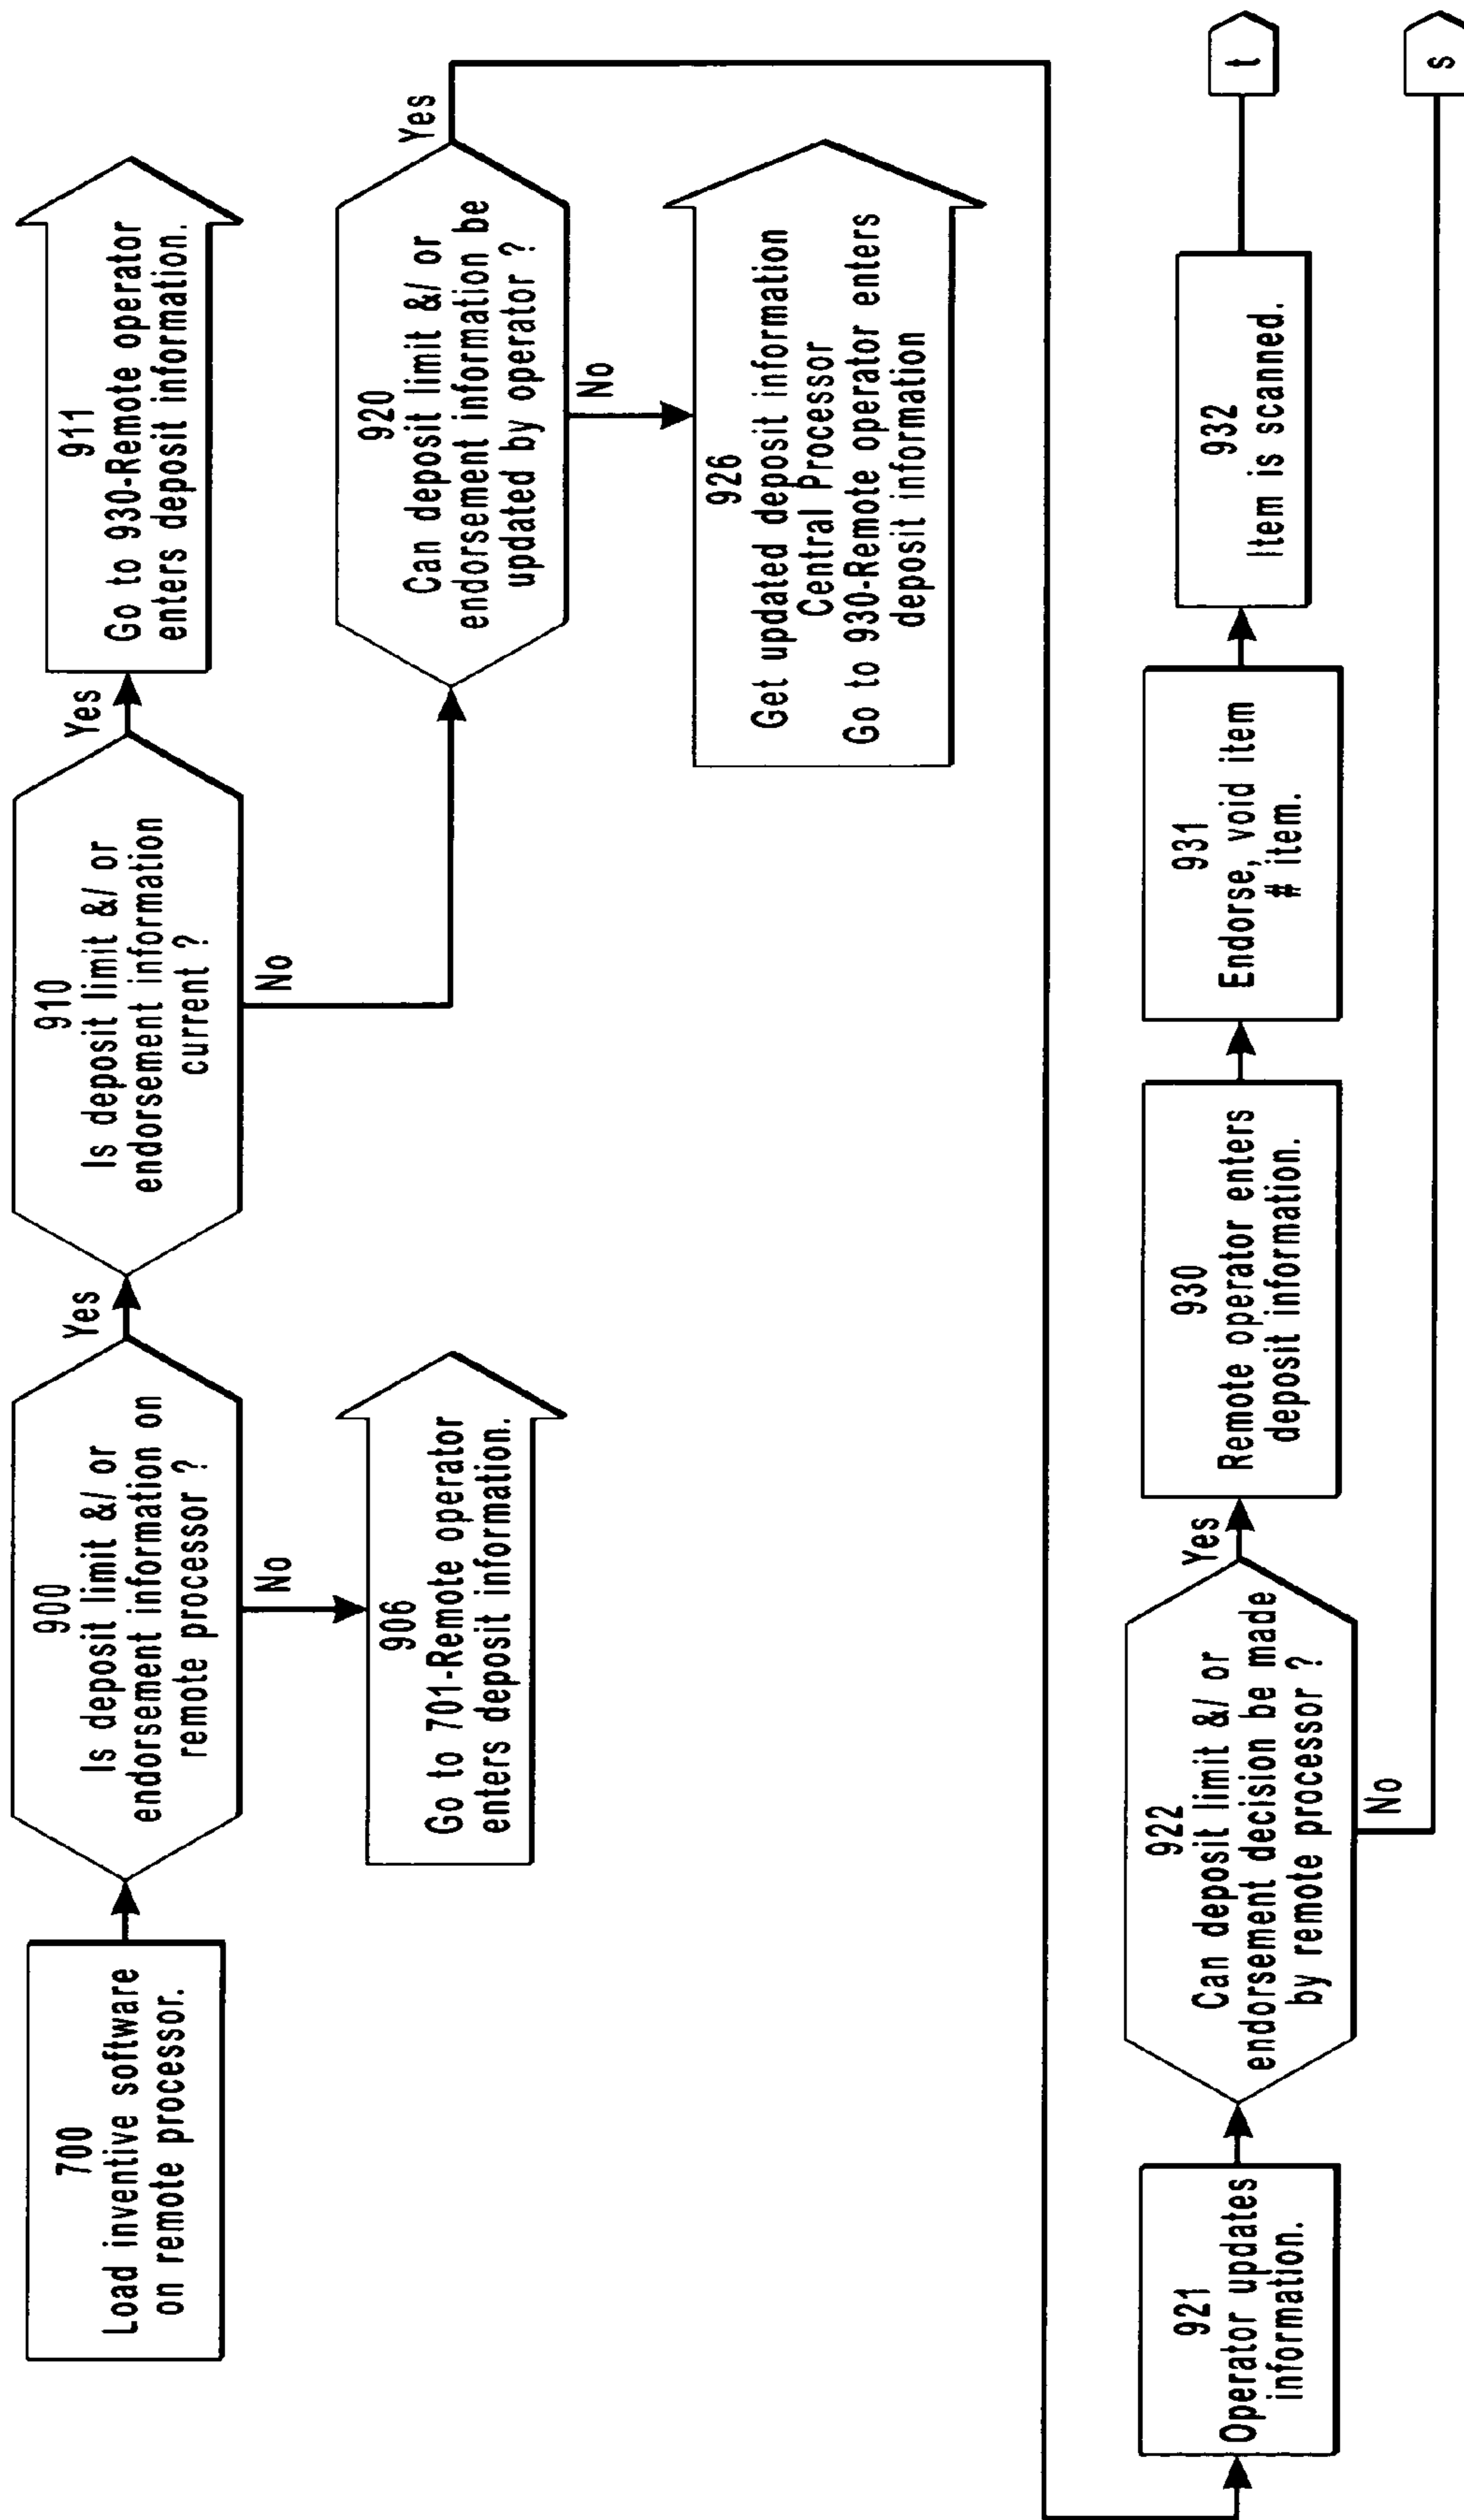 700
Load inventive software
on remote processor.
900
Is deposit limit &/ or
endorsement information on
remote processor ?
Yes
No
906
Go to 701-Remote operator
enters deposit information.
910
Is deposit limit &/ or
endorsement information
current ?
Yes
No
911
Go to 930-Remote operator
enters deposit information.
920
Can deposit limit &/ or
endorsement information be
updated by operator ?
Yes
No
926
Get updated deposit information
Central Processor
Go to 930-Remote operator enters
deposit information
921
Operator updates
information.
922
Can deposit limit &/ or
endorsement decision be made
by remote processor ?
Yes
No
930
Remote operator enters
deposit information.
931
Endorse, void item
# item.
932
Item is scanned.
t
s